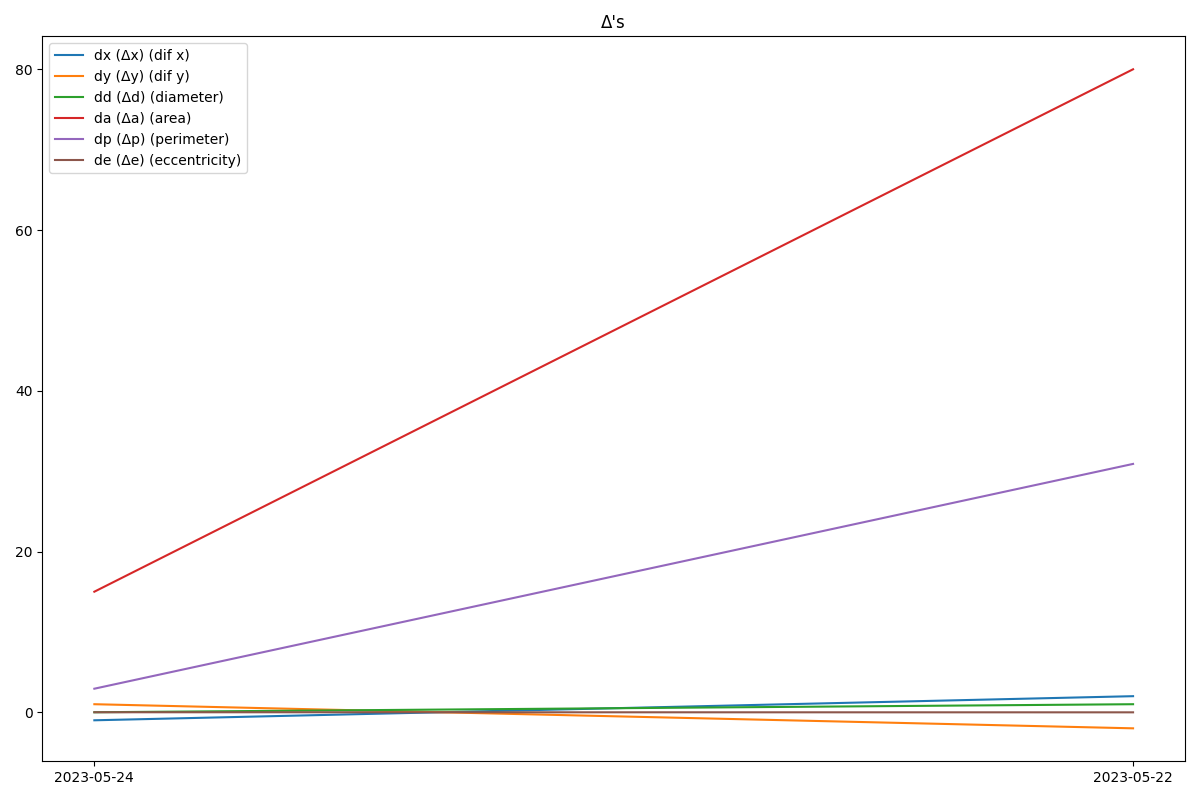 Δ's
dx (Δx) (dif x)
dy (Δy) (dif y)
dd (Δd) (diameter)
da (Δa) (area)
dp (Δp) (perimeter)
de (Δe) (eccentricity)
80
60
40
20
0
2023-05-24 2023-05-22